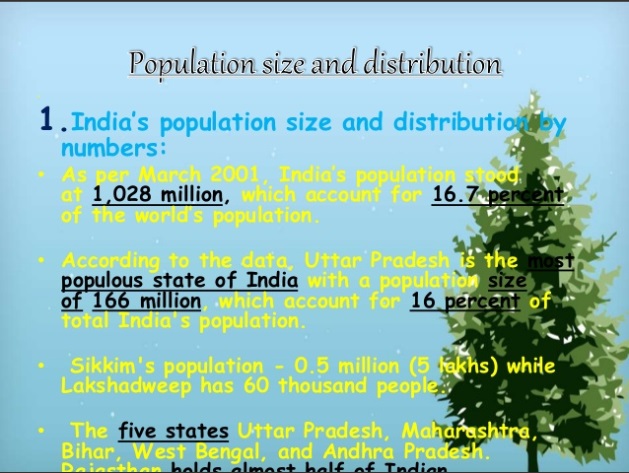 Population size and distribution
1.India's population size and distribution by
numbers:
• As per March 2001, India's population stood
at 1,028 million, which account for 16.7 percent
of the world's population.
• According to the data, Uttar Pradesh is the most
populous state of India with a population size
of 166 million, which account for 16 percent of
total India's population.
• Sikkim's population - 0.5 million (5 lakhs) while
Lakshadweep has 60 thousand people.
• The five states Uttar Pradesh, Maharashtra,
Bihar, West Bengal, and Andhra Pradesh.
Rajasthan holds almost half of Indian